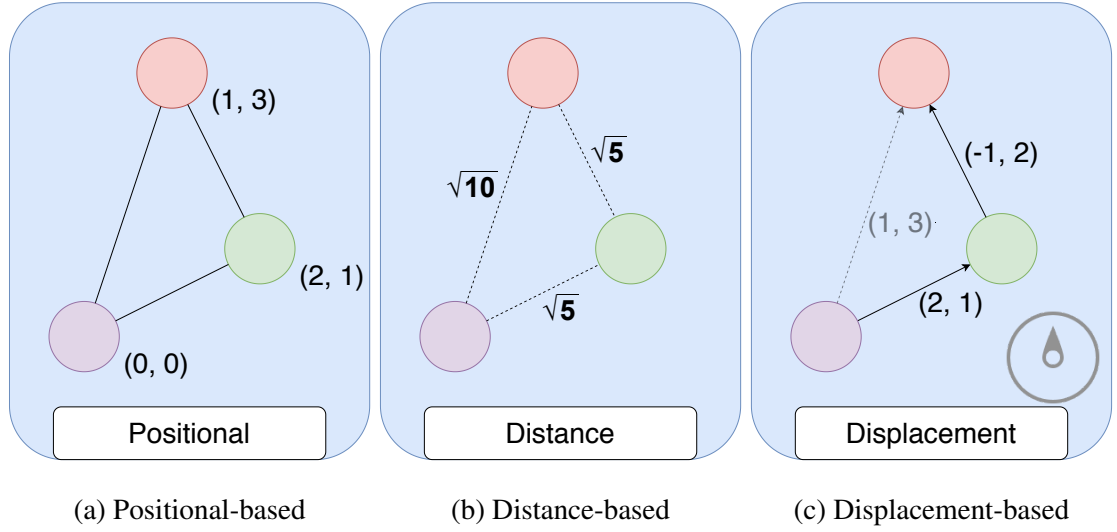 (1, 3)
(2, 1)
(0, 0)
Positional
(a) Positional-based
√5
√10
√5
Distance
(b) Distance-based
(-1, 2)
(1, 3)
(2, 1)
Displacement
(c) Displacement-based